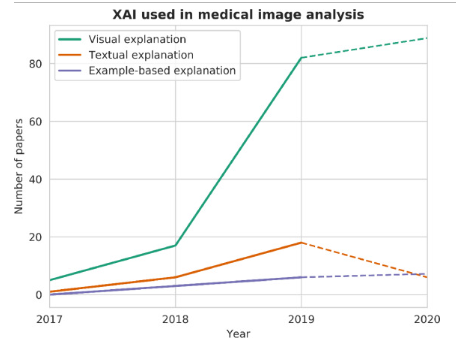 XAI used in medical image analysis
Visual explanation
Textual explanation
Example-based explanation
Number of papers
80
60
40
20
0
2017 2018 2019 2020
Year